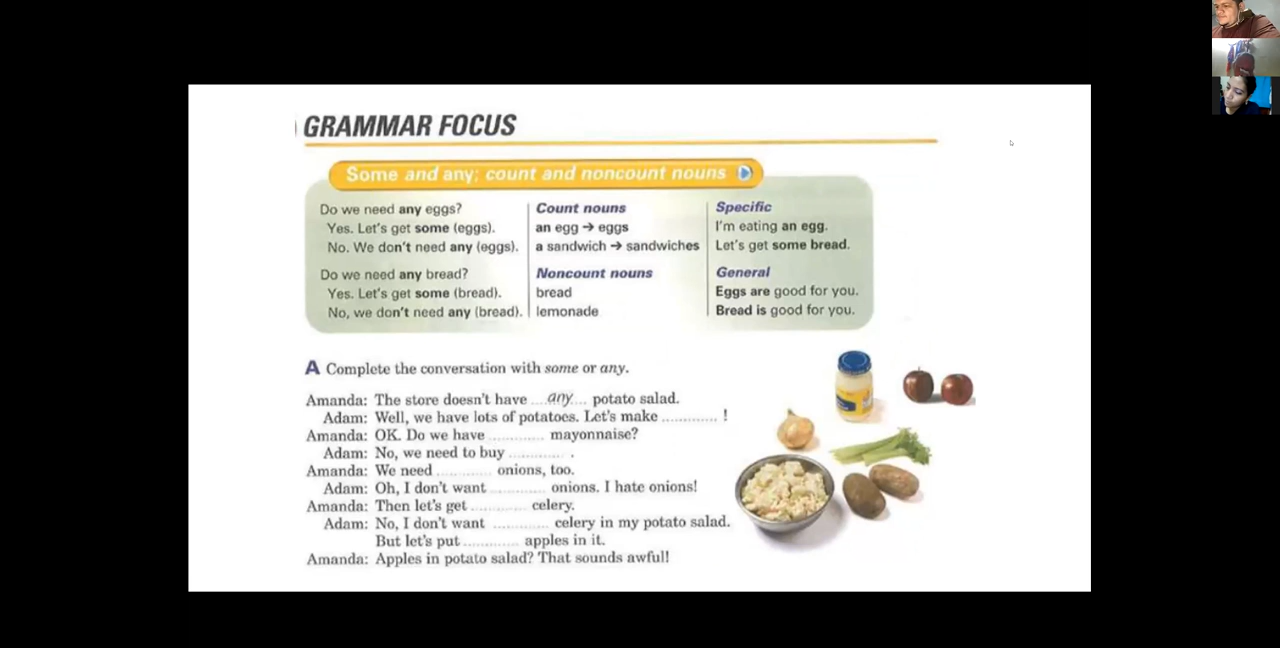 GRAMMAR FOCUS
Some and any; count and noncount nouns
Do we need any eggs?
Yes. Let's get some (eggs).
No. We don't need any (eggs).
Do we need any bread?
Yes. Let's get some (bread).
No, we don't need any (bread).
Count nouns
an egg → eggs
a sandwich → sandwiches
Noncount nouns
bread
lemonade
Specific
I'm eating an egg.
Let's get some bread.
General
Eggs are good for you.
Bread is good for you.
A Complete the conversation with some or any.
Amanda: The store doesn't have ....any.... potato salad.
Adam: Well, we have lots of potatoes. Let's make ............ !
Amanda: OK. Do we have ............ mayonnaise?
Adam: No, we need to buy ............ .
Amanda: We need ............ onions, too.
Adam: Oh, I don't want ............ onions. I hate onions!
Amanda: Then let's get ............ celery.
Adam: No, I don't want ............ celery in my potato salad.
But let's put ............ apples in it.
Amanda: Apples in potato salad? That sounds awful!